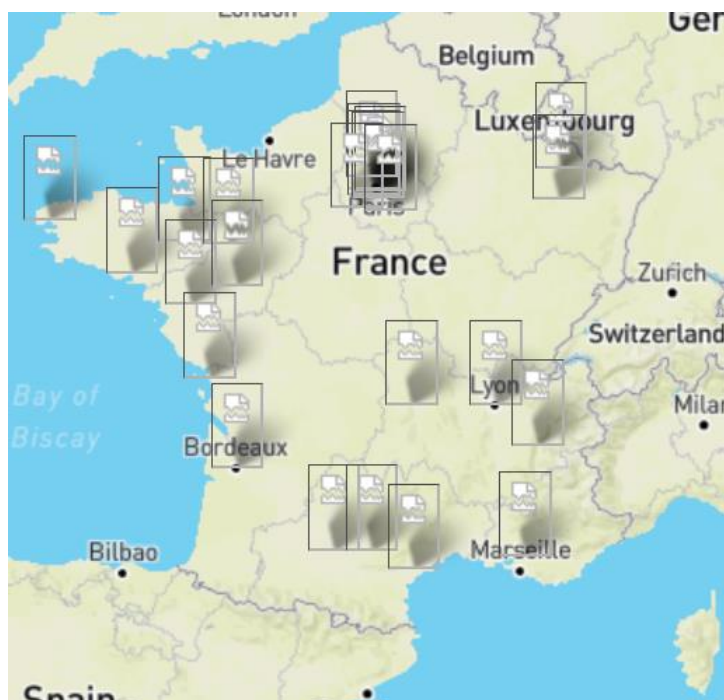 London
Ger
Belgium
Luxembourg
Le Havre
Paris
France
Zurich
Switzerland
Lyon
Milan
Bay of
Biscay
Bordeaux
Bilbao
Marseille
Spain